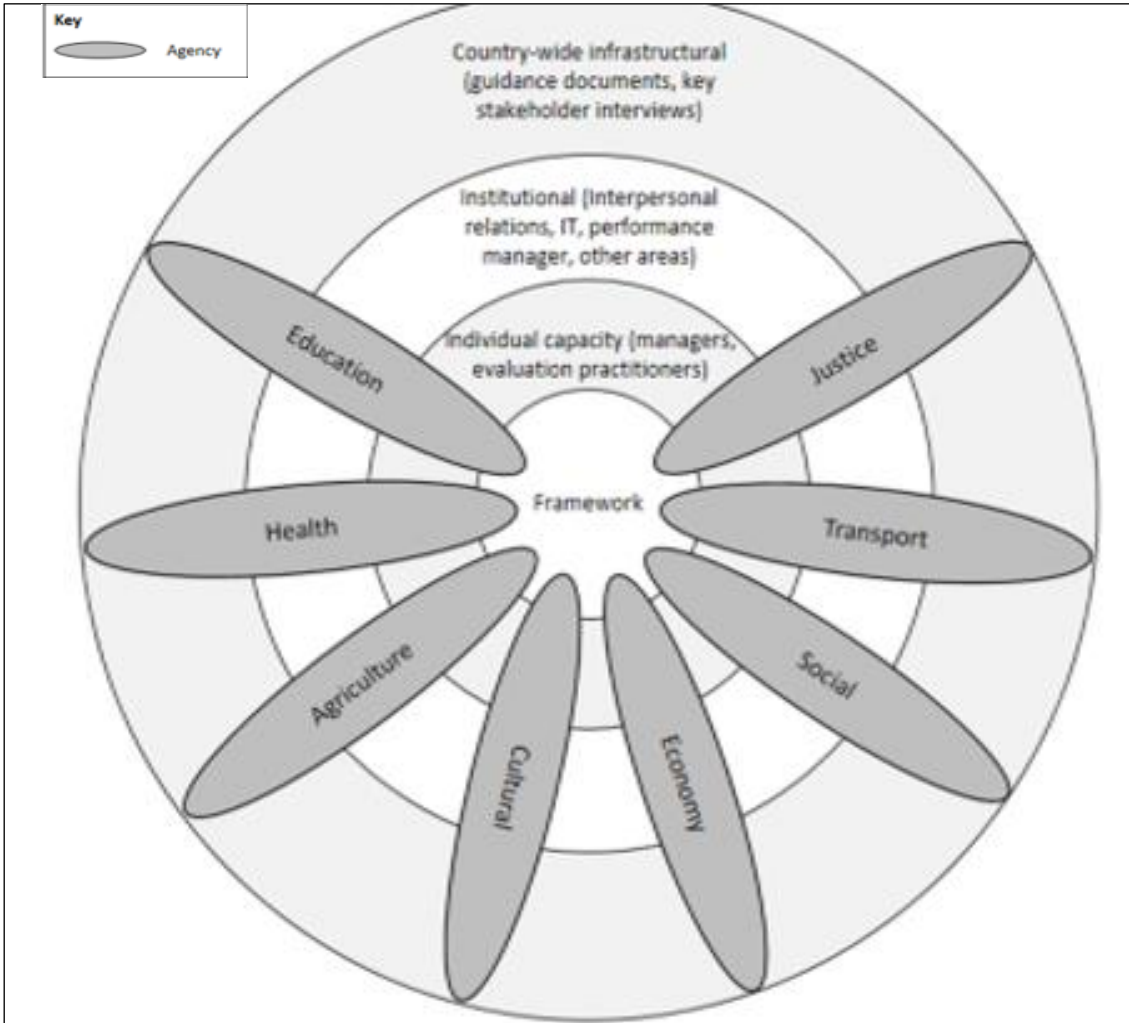 Key
Agency
Country-wide infrastructural
(guidance documents, key
stakeholder interviews)
Institutional (Interpersonal
relations, IT, performance
manager, other areas)
Individual capacity (managers,
evaluation practitioners)
Education
Justice
Framework
Health
Transport
Agriculture
Social
Cultural
Economy